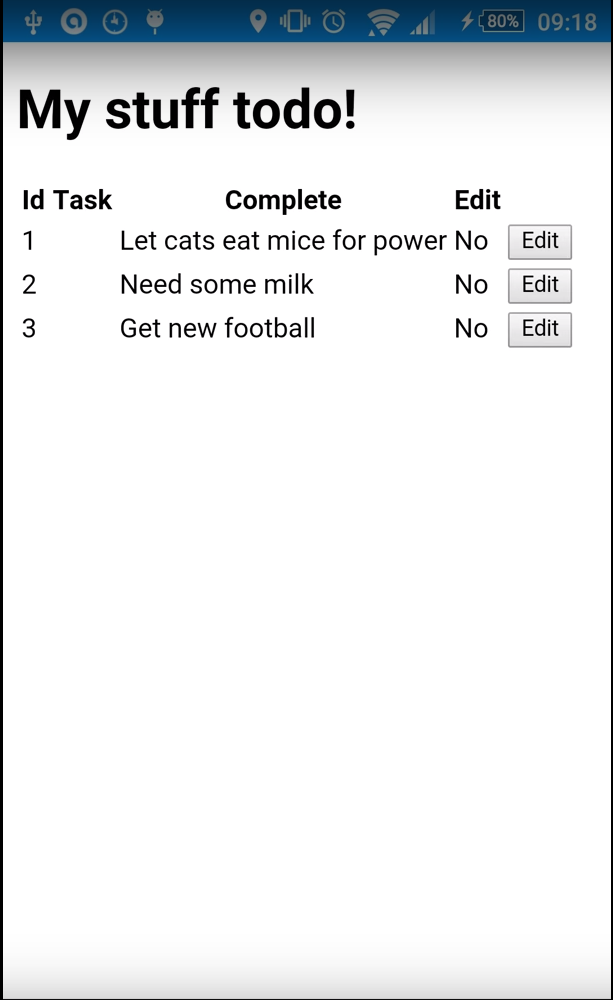 80% 09:18
My stuff todo!
Id Task Complete Edit
1 Let cats eat mice for power No Edit
2 Need some milk No Edit
3 Get new football No Edit